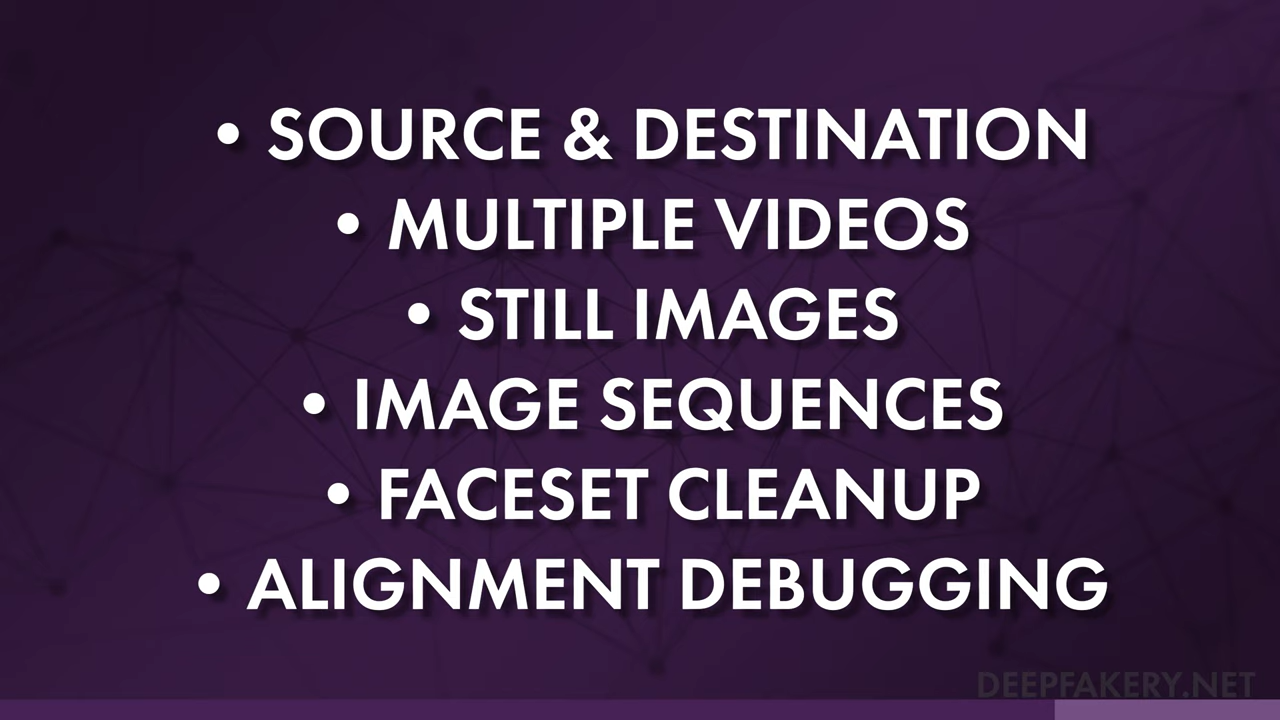 • SOURCE & DESTINATION
• MULTIPLE VIDEOS
• STILL IMAGES
• IMAGE SEQUENCES
• FACESET CLEANUP
• ALIGNMENT DEBUGGING
DEEPFAKERY.NET